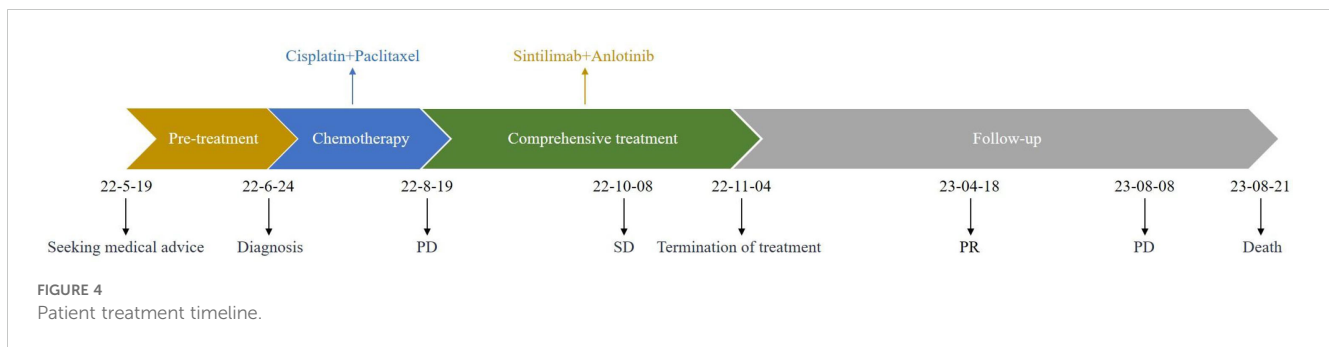 Cisplatin+Paclitaxel
Sintilimab+Anlotinib
Pre-treatment
Chemotherapy
Comprehensive treatment
Follow-up
22-5-19
22-6-24
22-8-19
22-10-08
22-11-04
23-04-18
23-08-08
23-08-21
Seeking medical advice
Diagnosis
PD
SD
Termination of treatment
PR
PD
Death
FIGURE 4
Patient treatment timeline.